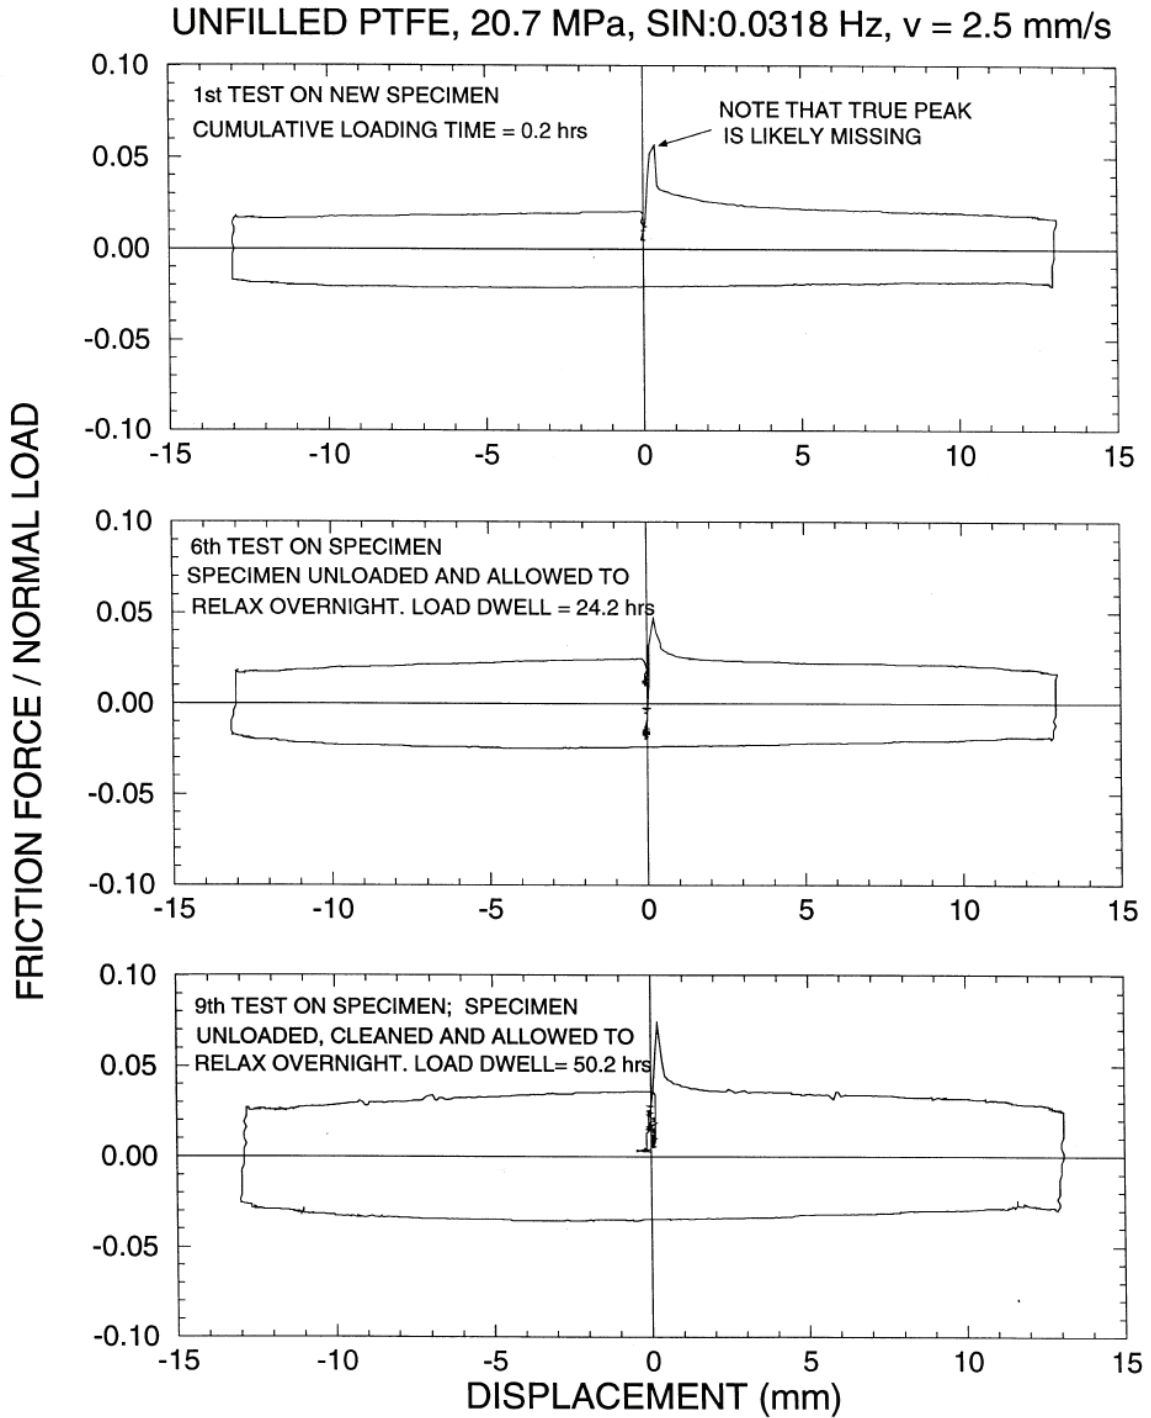 UNFILLED PTFE, 20.7 MPa, SIN:0.0318 Hz, v = 2.5 mm/s
FRICTION FORCE / NORMAL LOAD
0.10
0.05
0.00
-0.05
-0.10
1st TEST ON NEW SPECIMEN
CUMULATIVE LOADING TIME = 0.2 hrs
NOTE THAT TRUE PEAK
IS LIKELY MISSING
-15 -10 -5 0 5 10 15
0.10
0.05
0.00
-0.05
-0.10
6th TEST ON SPECIMEN
SPECIMEN UNLOADED AND ALLOWED TO
RELAX OVERNIGHT. LOAD DWELL = 24.2 hrs
-15 -10 -5 0 5 10 15
0.10
0.05
0.00
-0.05
-0.10
9th TEST ON SPECIMEN; SPECIMEN
UNLOADED, CLEANED AND ALLOWED TO
RELAX OVERNIGHT. LOAD DWELL= 50.2 hrs
-15 -10 -5 0 5 10 15
DISPLACEMENT (mm)